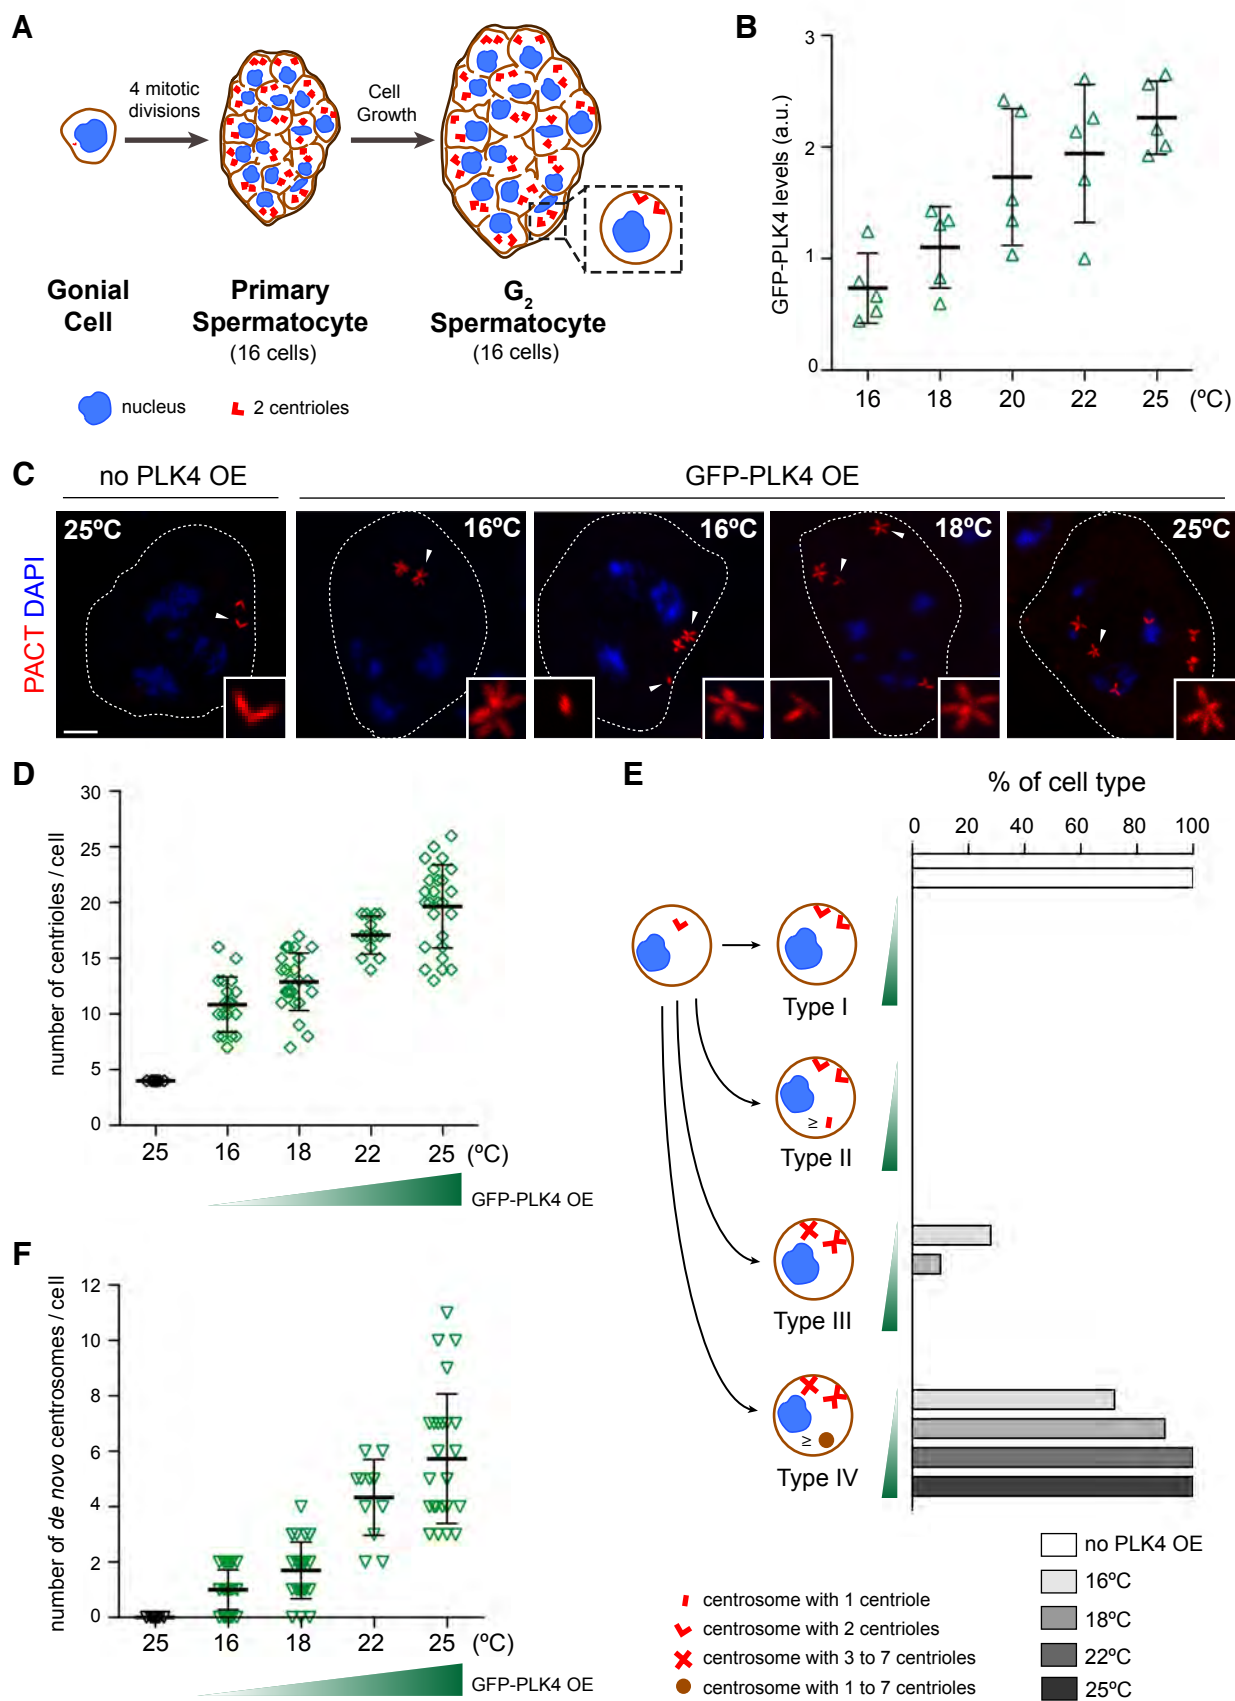 A
4 mitotic
divisions
Cell
Growth
Gonial
Cell
Primary
Spermatocyte
(16 cells)
G2
Spermatocyte
(16 cells)
nucleus
2 centrioles
B
GFP-PLK4 levels (a.u.)
3
2
1
0
16 18 20 22 25 (ºC)
C
no PLK4 OE
GFP-PLK4 OE
PACT DAPI
25ºC
16ºC
16ºC
18ºC
25ºC
D
number of centrioles / cell
30
25
20
15
10
5
0
25 16 18 22 25 (ºC)
GFP-PLK4 OE
E
% of cell type
0 20 40 60 80 100
Type I
≥
Type II
Type III
≥
Type IV
centrosome with 1 centriole
centrosome with 2 centrioles
centrosome with 3 to 7 centrioles
centrosome with 1 to 7 centrioles
no PLK4 OE
16ºC
18ºC
22ºC
25ºC
F
number of de novo centrosomes / cell
12
10
8
6
4
2
0
25 16 18 22 25 (ºC)
GFP-PLK4 OE